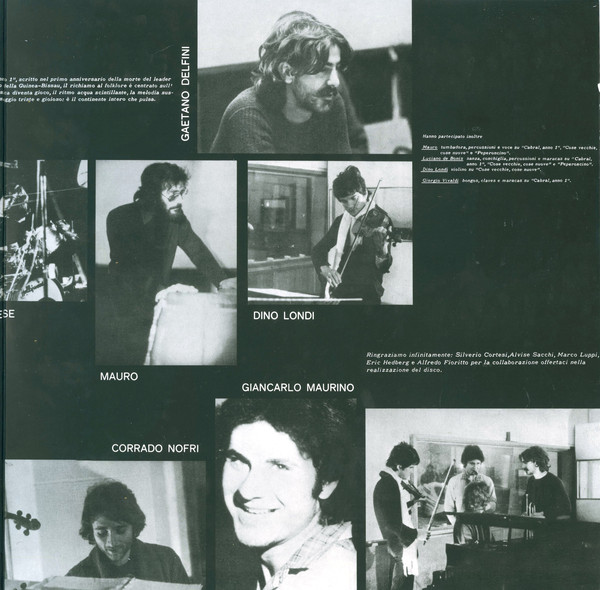 mo 1", scritto nel primo anniversario della morte del leader
della Guinea-Bissau, il richiamo al folklore è centrato sull'
diventa gioco, il ritmo acqua scintillante, la melodia
triste e gioioso: è il continente intero che pulsa.
GAETANO DELFINI
Hanno partecipato inoltre
Mauro tumbadora, percussioni e voce su "Cabral, anno 1", "Cose vecchie,
cose nuove" e "Peperoncino".
Luciano de Bonis sanza, conchiglia, percussioni e maracas su "Cabral,
anno 1", "Cose vecchie, cose nuove" e "Peperoncino".
Dino Londi violino su "Cose vecchie, cose nuove".
Giorgio Vivaldi bongos, claves e maracas su "Cabral, anno 1".
ESE
DINO LONDI
MAURO
Ringraziamo infinitamente: Silverio Cortesi, Alvise Sacchi, Marco Luppi,
Eric Hedberg e Alfredo Fioritto per la collaborazione offertaci nella
realizzazione del disco.
GIANCARLO MAURINO
CORRADO NOFRI